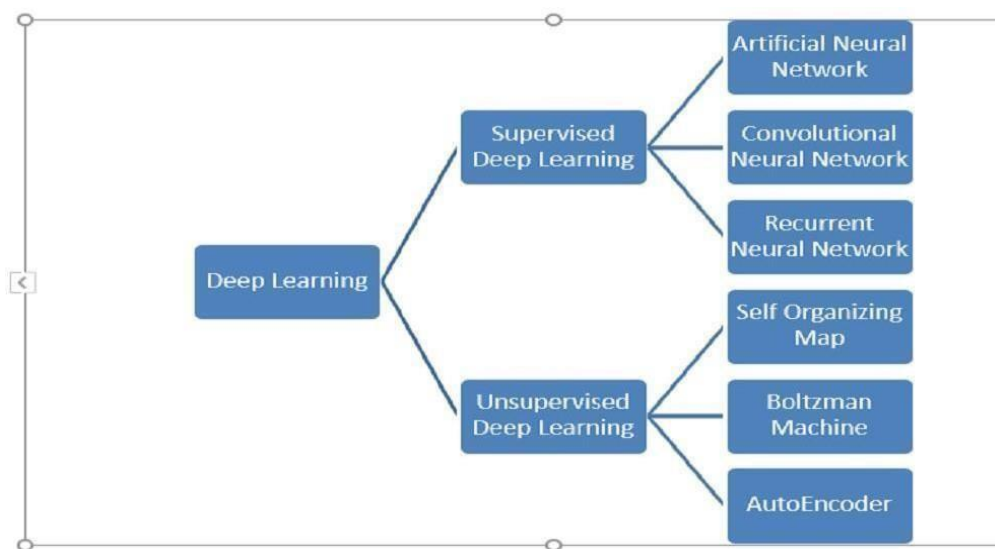 Artificial Neural
Network
Supervised
Deep Learning
Convolutional
Neural Network
Recurrent
Neural Network
Deep Learning
Self Organizing
Map
Unsupervised
Deep Learning
Boltzman
Machine
AutoEncoder